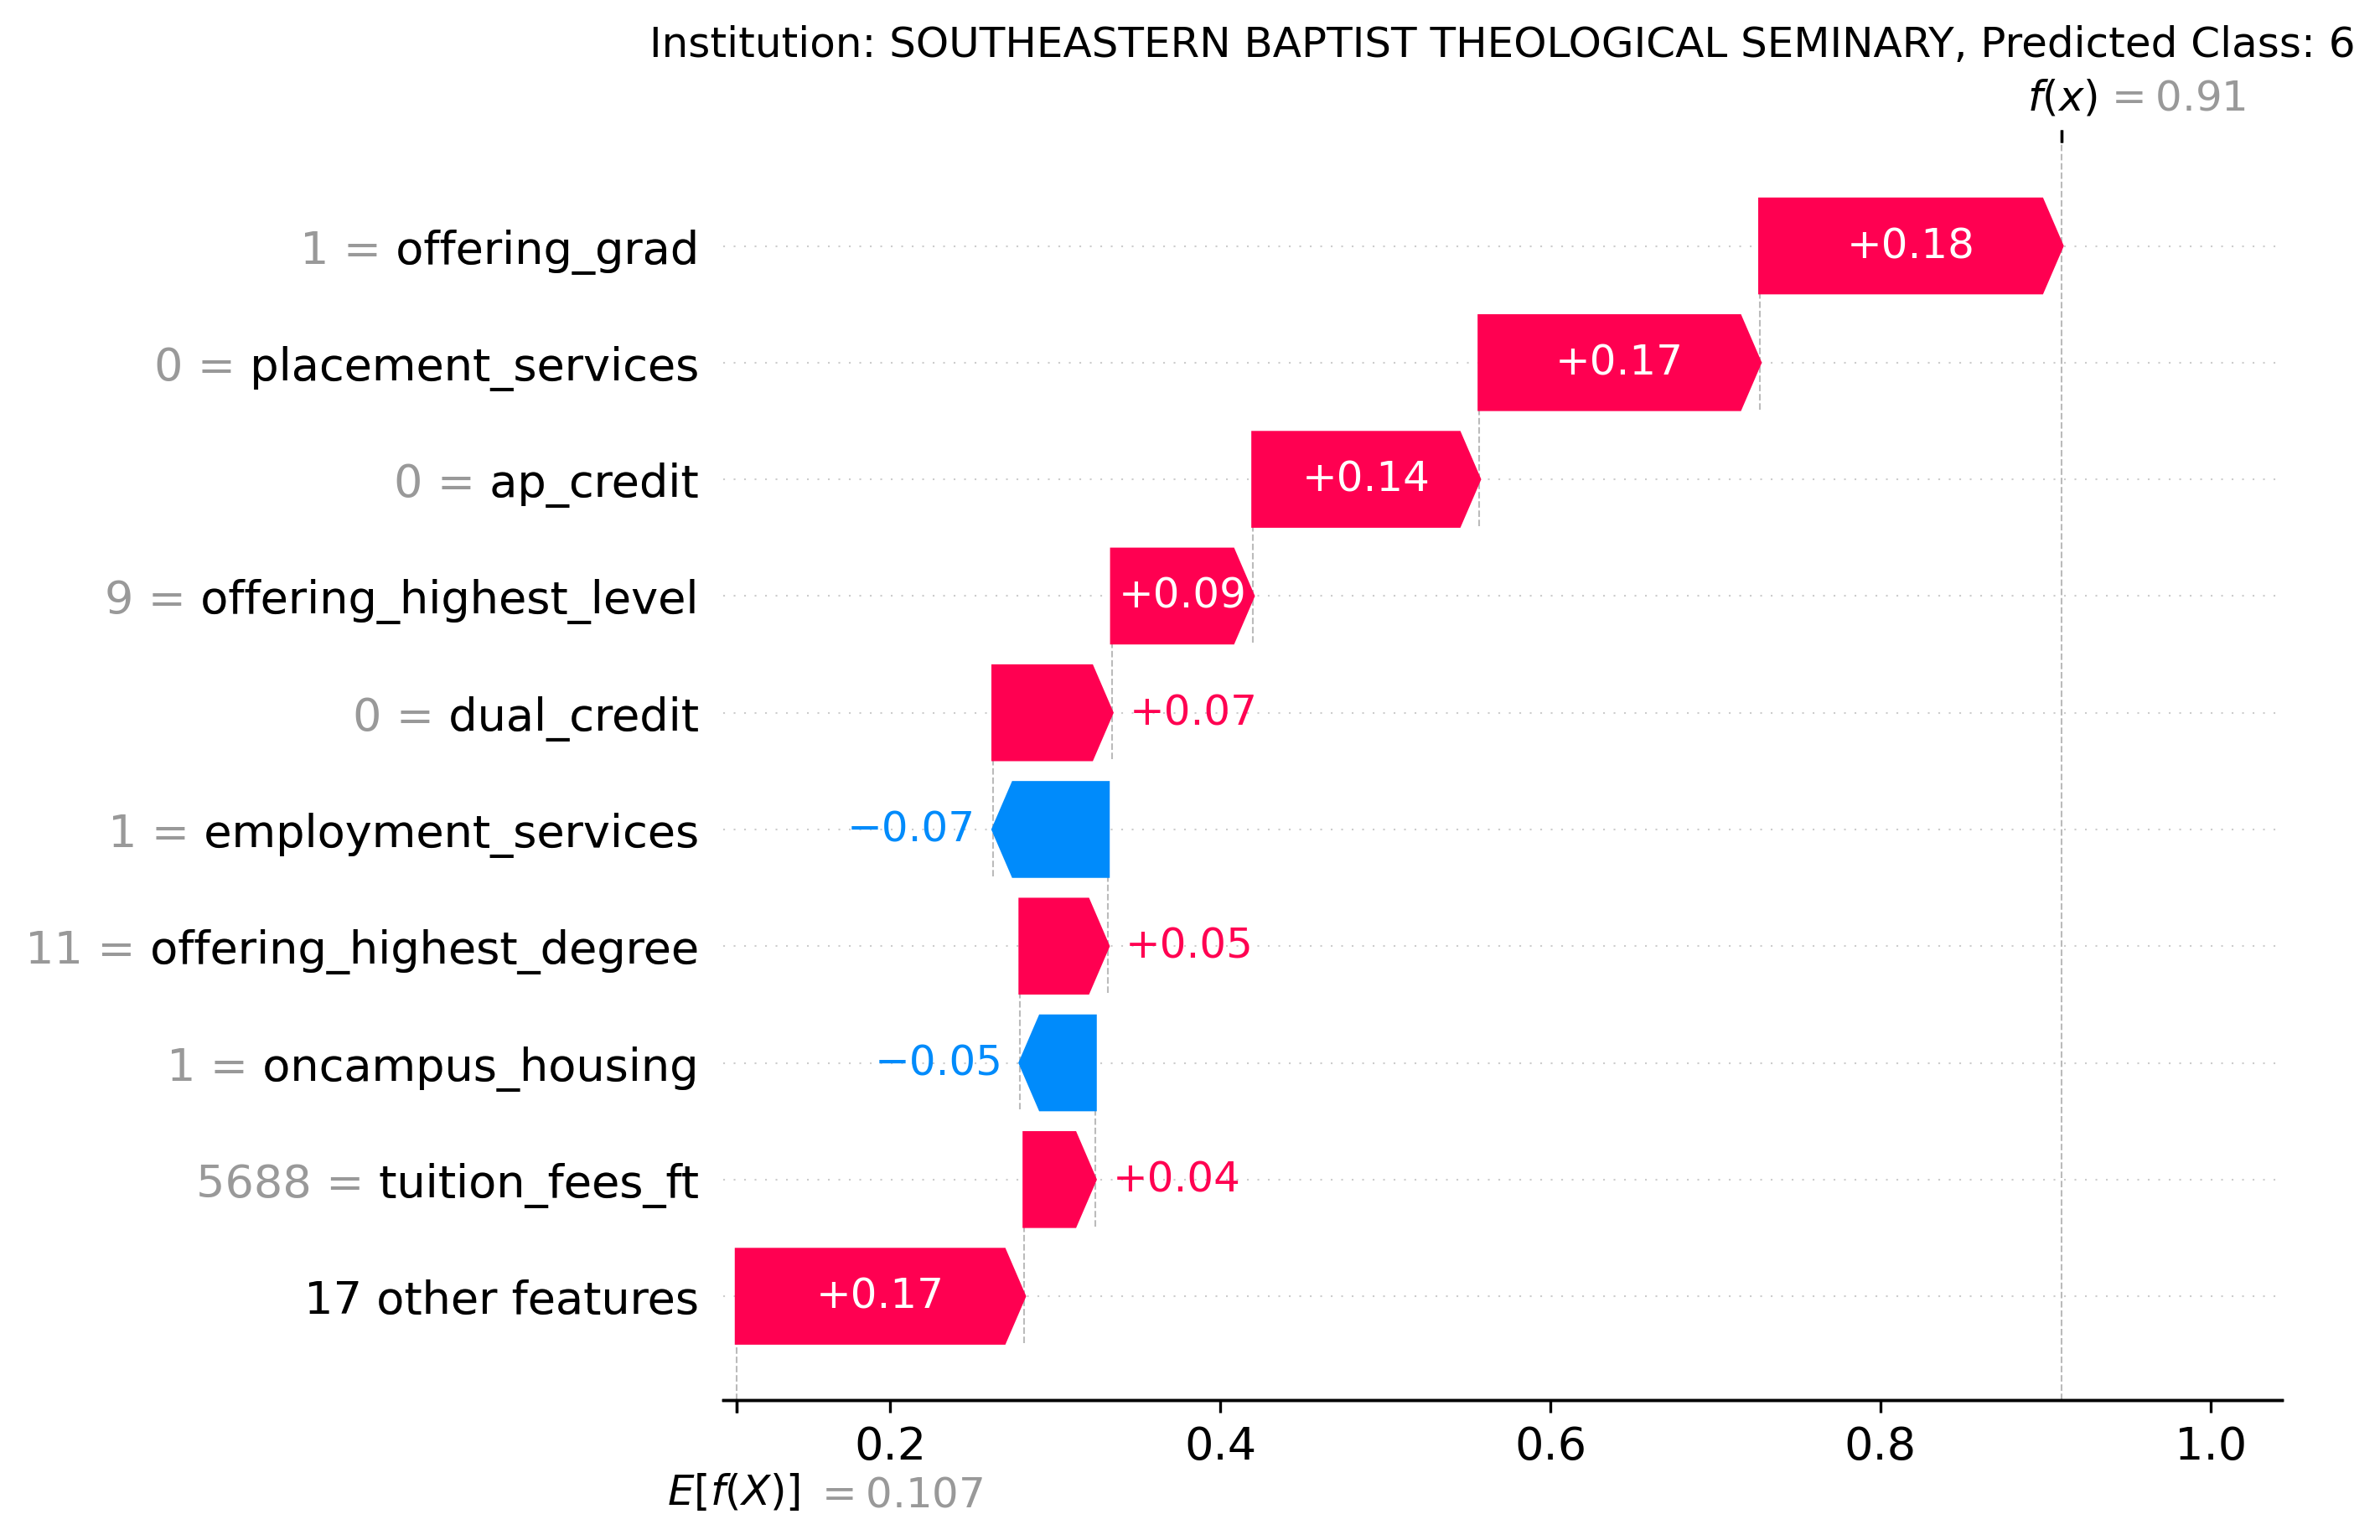 Institution: SOUTHEASTERN BAPTIST THEOLOGICAL SEMINARY, Predicted Class: 6
f(x) = 0.91
1 = offering_grad +0.18
0 = placement_services +0.17
0 = ap_credit +0.14
9 = offering_highest_level +0.09
0 = dual_credit +0.07
1 = employment_services −0.07
11 = offering_highest_degree +0.05
1 = oncampus_housing −0.05
5688 = tuition_fees_ft +0.04
17 other features +0.17
0.2 0.4 0.6 0.8 1.0
E[f(X)] = 0.107